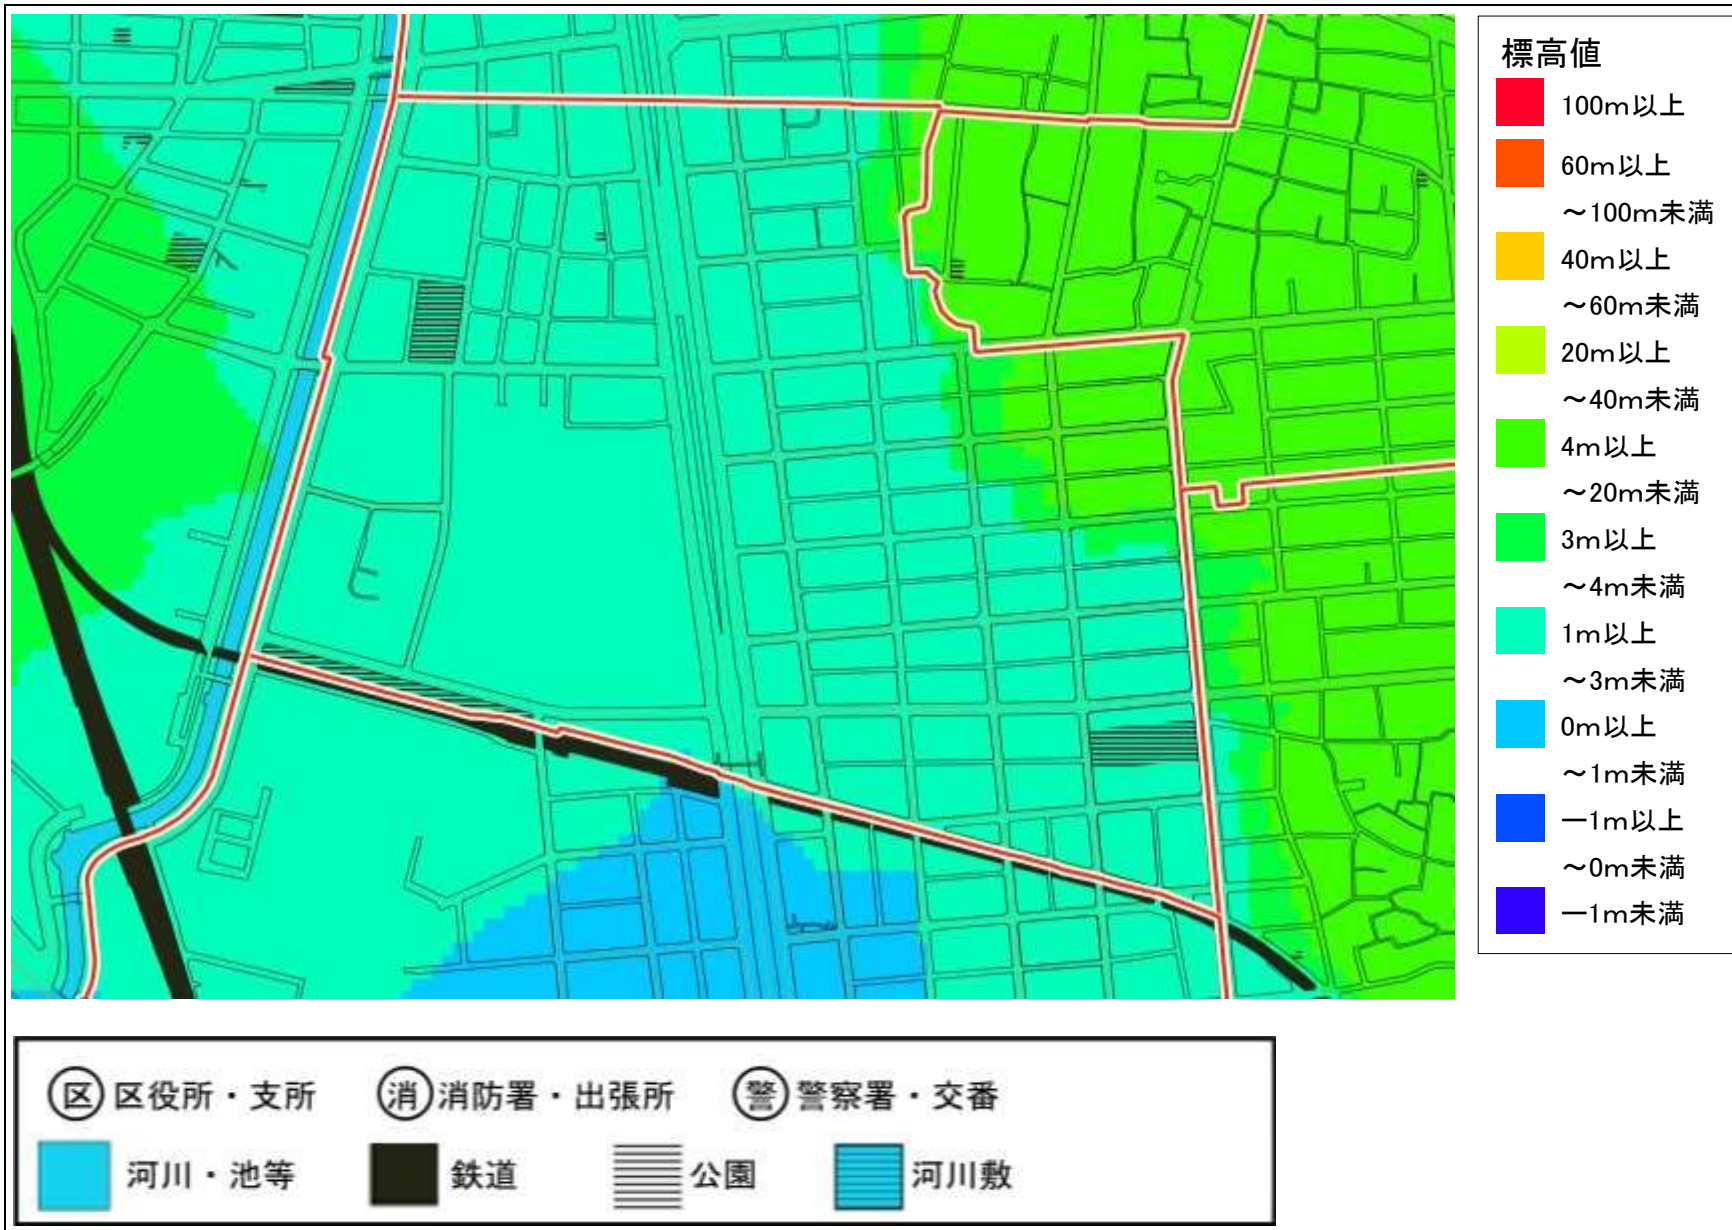 標高値
100m以上
60m以上
～100m未満
40m以上
～60m未満
20m以上
～40m未満
4m以上
～20m未満
3m以上
～4m未満
1m以上
～3m未満
0m以上
～1m未満
－1m以上
～0m未満
－1m未満
区 区役所・支所 消 消防署・出張所 警 警察署・交番
河川・池等 鉄道 公園 河川敷